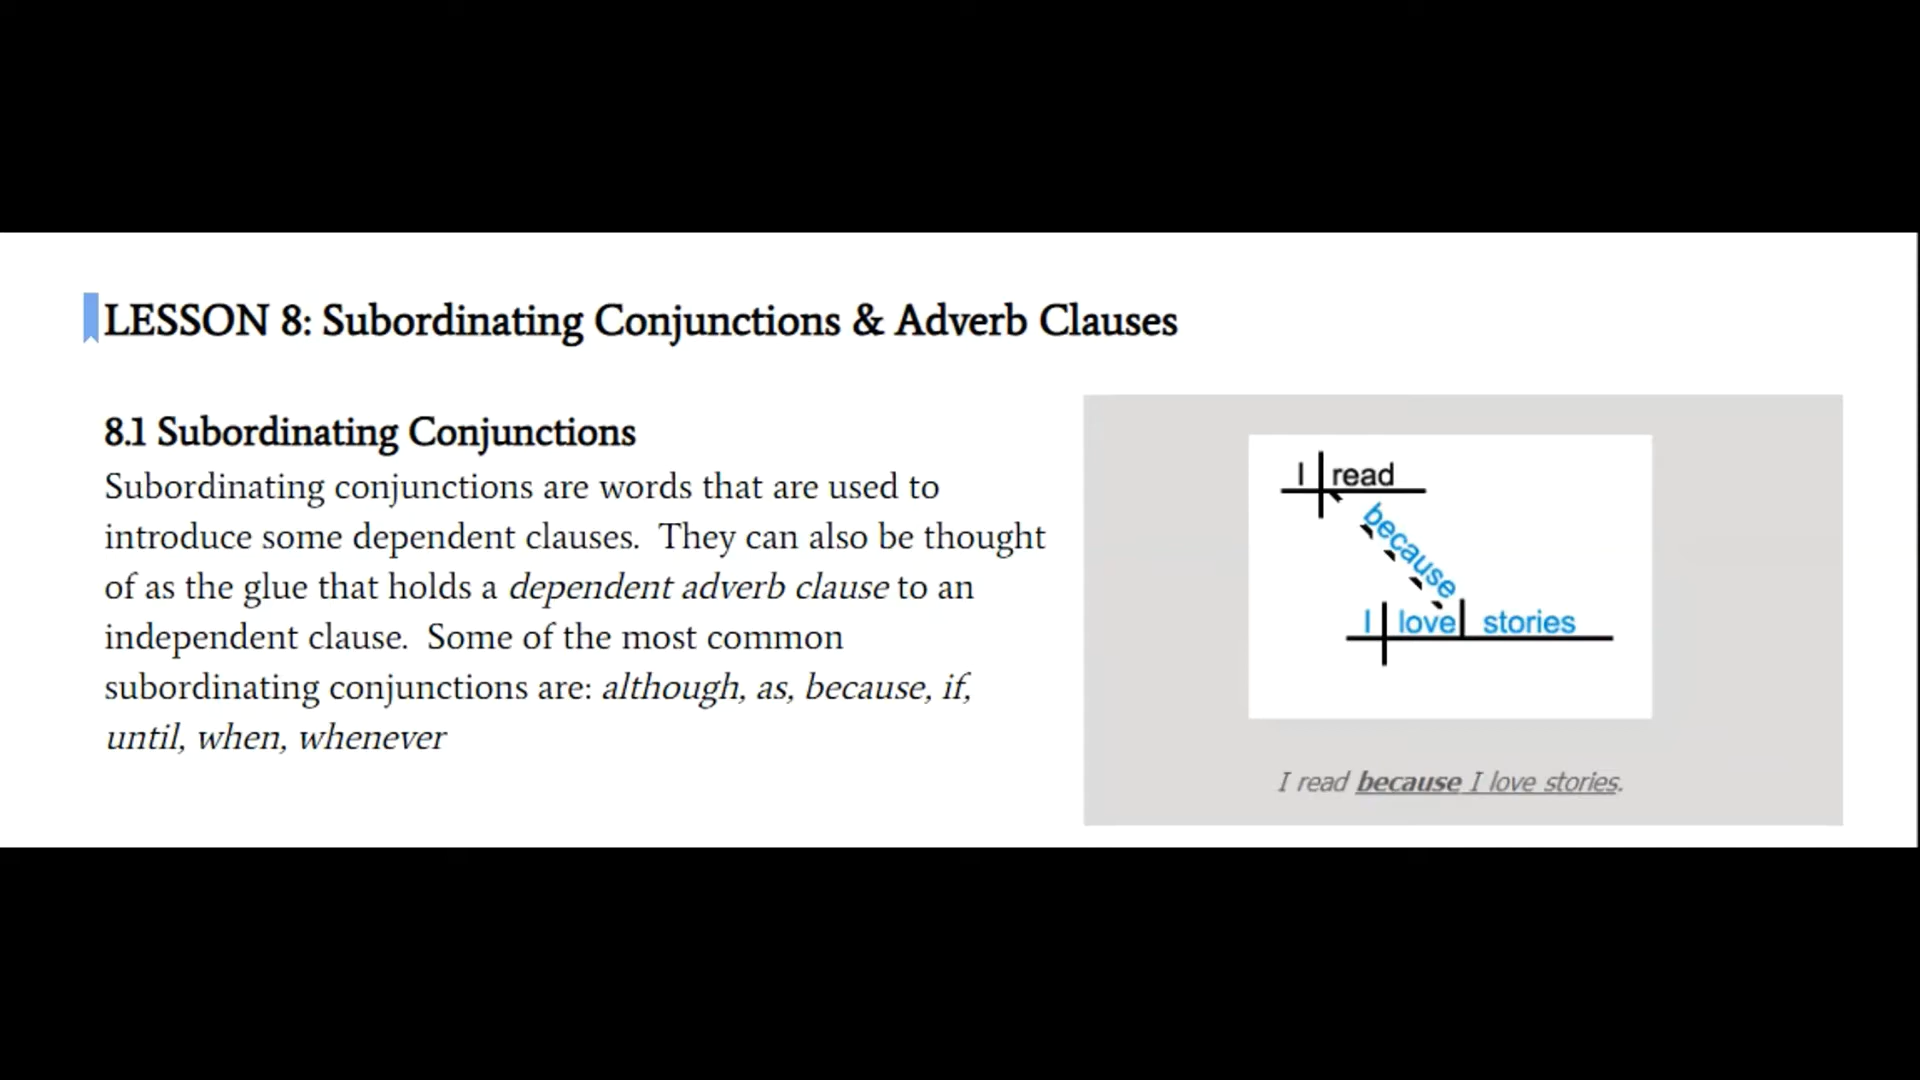 LESSON 8: Subordinating Conjunctions & Adverb Clauses
8.1 Subordinating Conjunctions
Subordinating conjunctions are words that are used to
introduce some dependent clauses.  They can also be thought
of as the glue that holds a dependent adverb clause to an
independent clause.  Some of the most common
subordinating conjunctions are: although, as, because, if,
until, when, whenever
I read
because
I love stories
I read because I love stories.